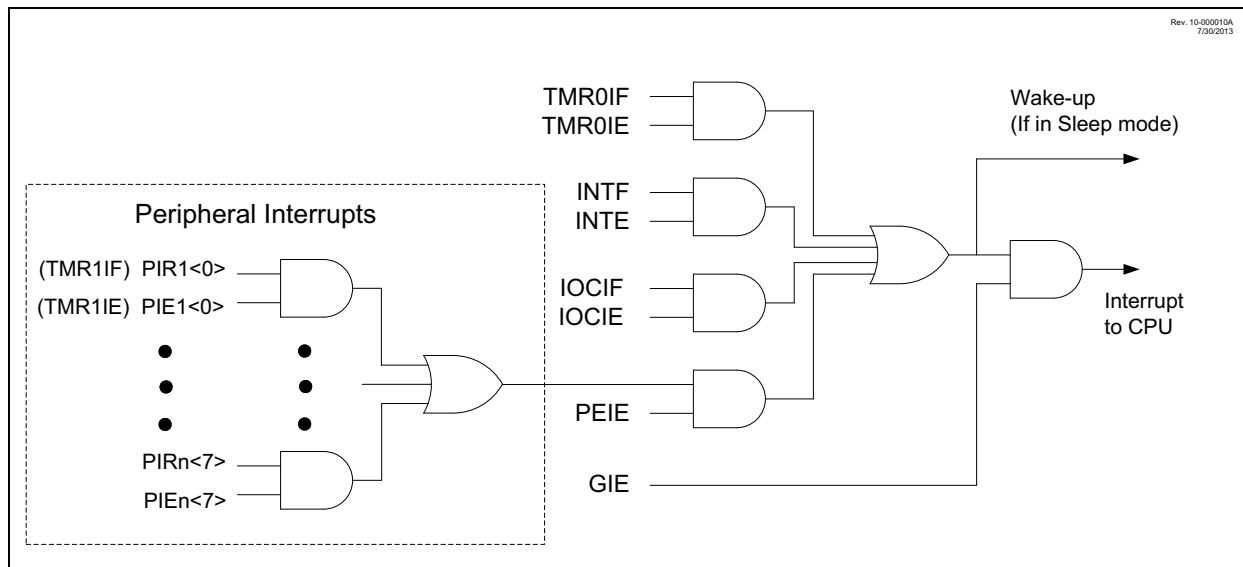 Rev. 10-000010A
7/30/2013
TMR0IF
TMR0IE
Wake-up
(If in Sleep mode)
INTF
INTE
Peripheral Interrupts
(TMR1IF) PIR1<0>
(TMR1IE) PIE1<0>
IOCIF
IOCIE
Interrupt
to CPU
PEIE
PIRn<7>
PIEn<7>
GIE